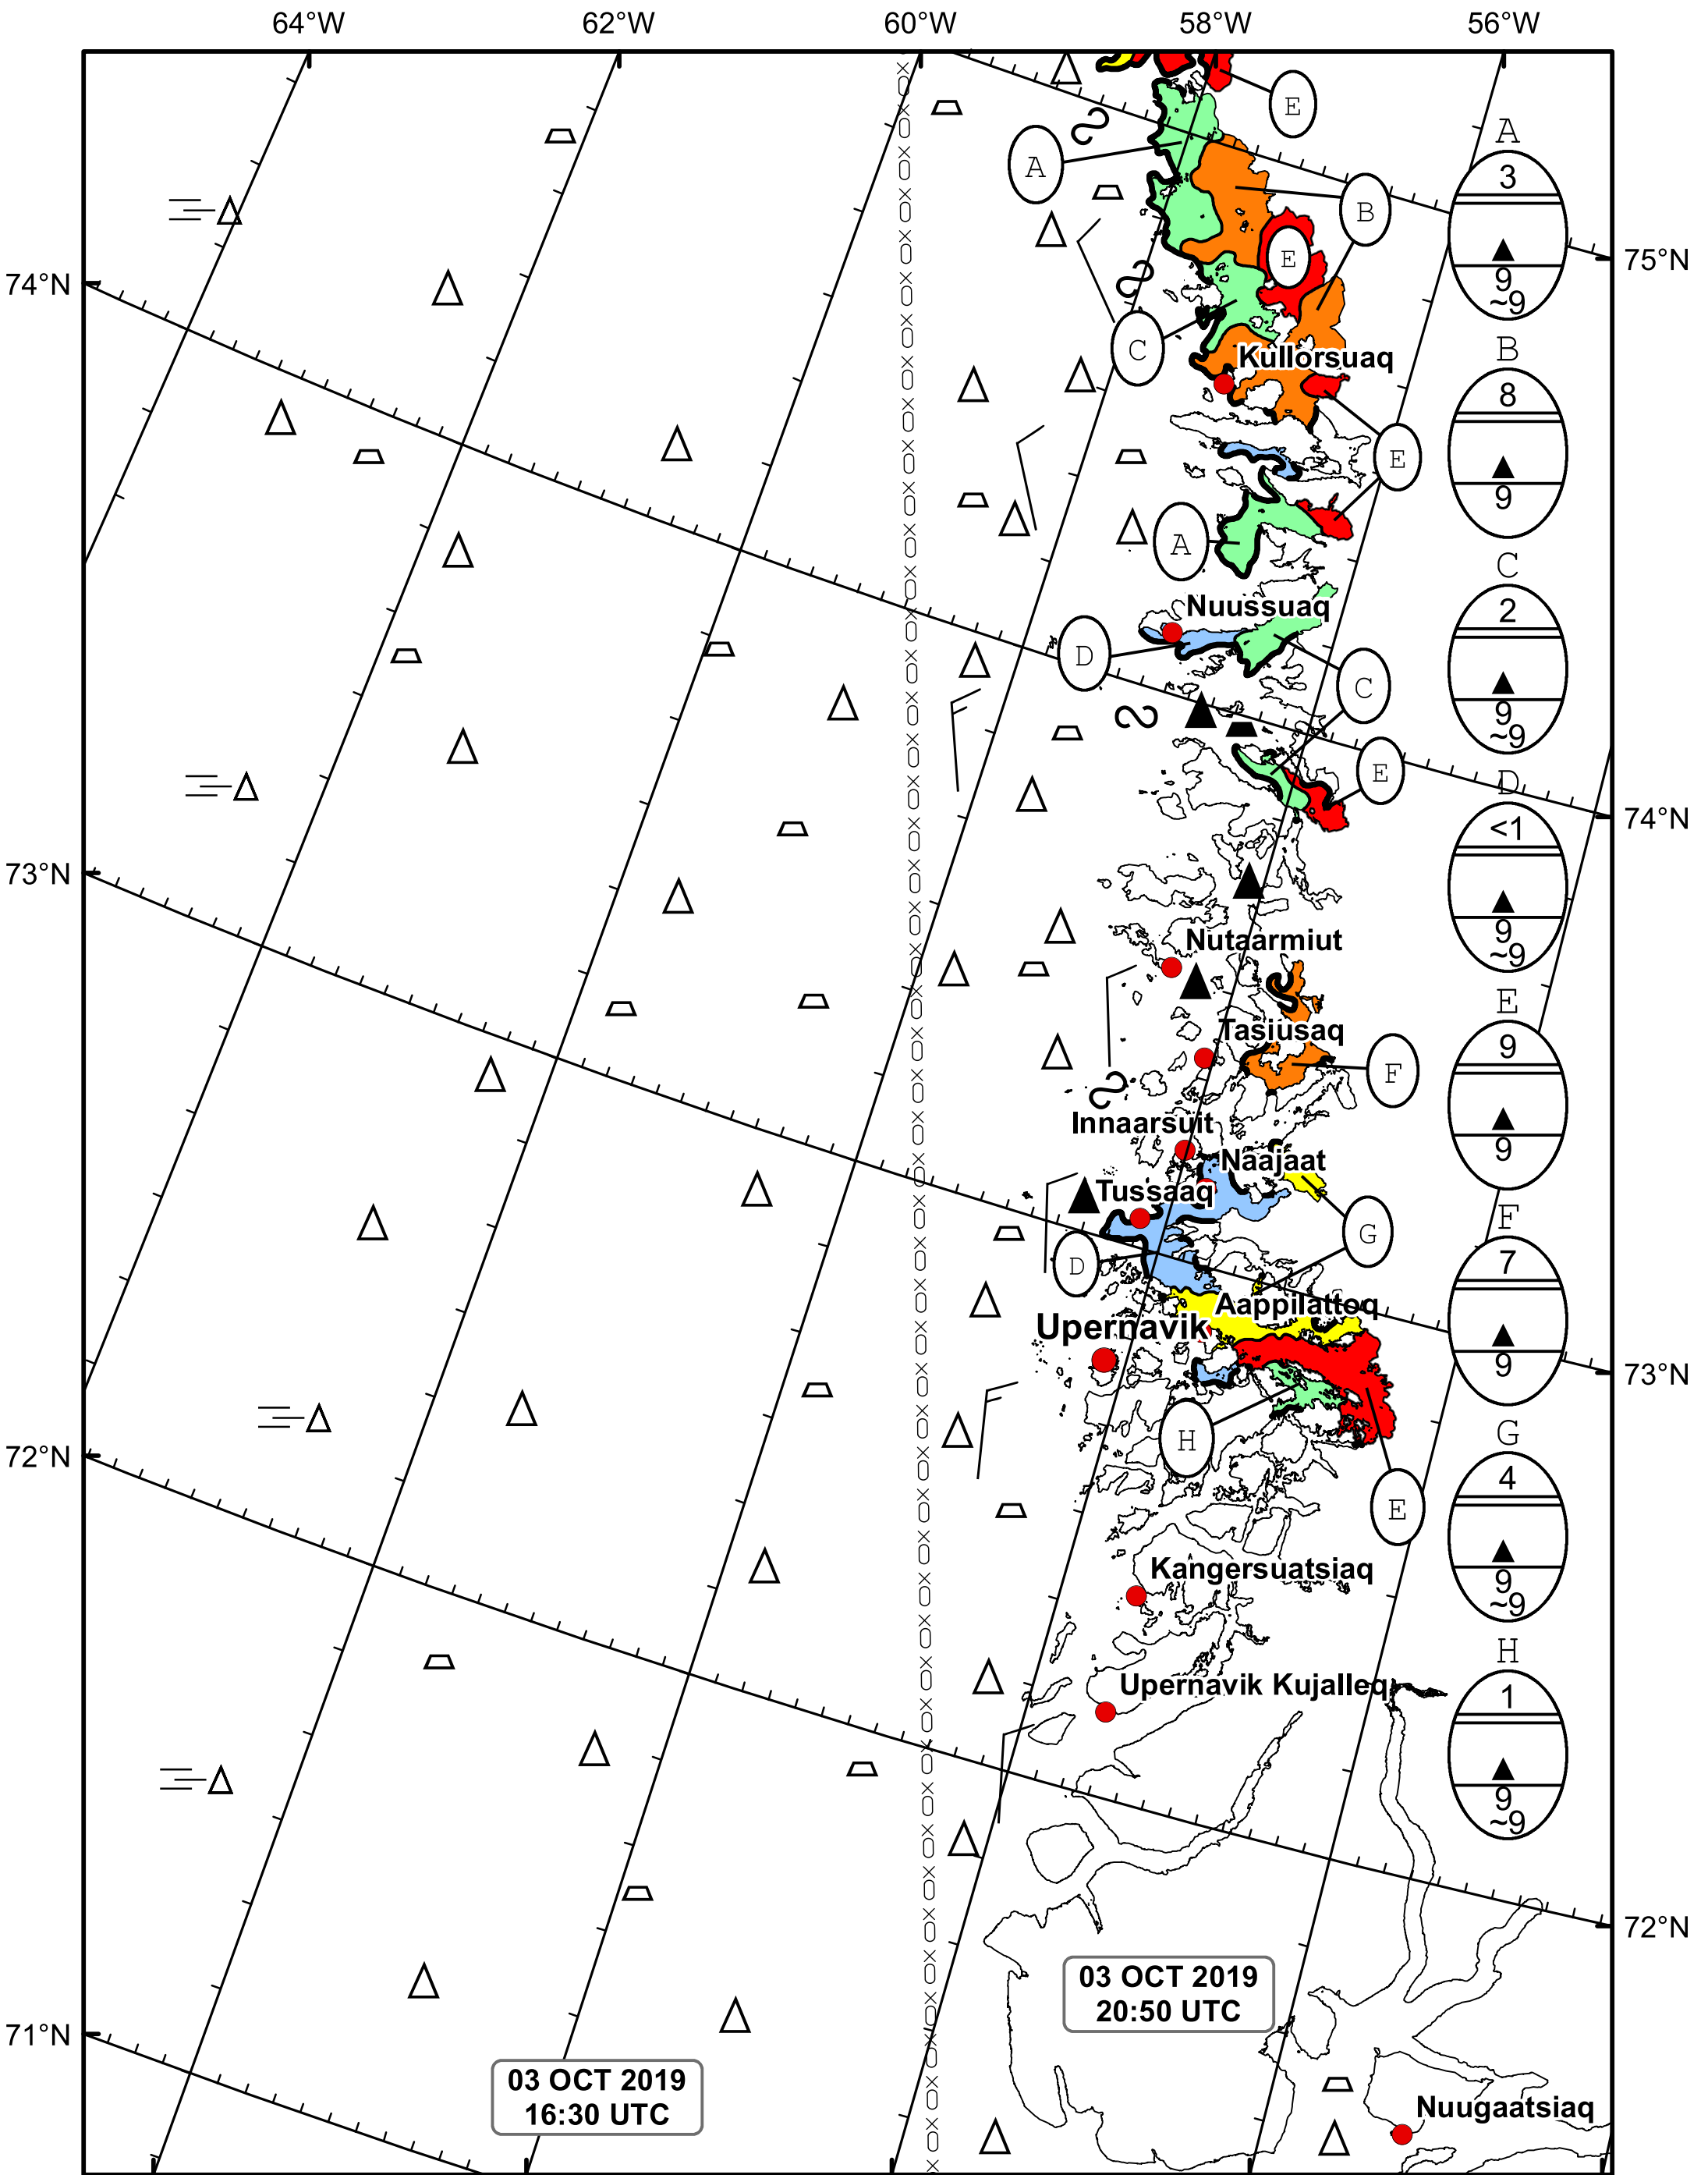 64°W 62°W 60°W 58°W 56°W
E
A
A
3
9
~9
B
75°N
E
74°N
C
Kullorsuaq
B
8
9
E
A
C
2
9
~9
Nuussuaq
D
C
E
D
<1
9
~9
74°N
73°N
Nutaarmiut
Tasiusaq
F
E
9
9
Innaarsuit
Naajaat
Tussaaq
G
D
F
7
9
Aappilattoq
Upernavik
73°N
H
72°N
E
G
4
9
~9
Kangersuatsiaq
Upernavik Kujalleq
H
1
9
~9
72°N
03 OCT 2019
20:50 UTC
71°N
03 OCT 2019
16:30 UTC
Nuugaatsiaq